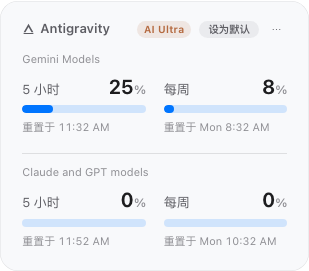 Antigravity AI Ultra 设为默认 ...
Gemini Models
5 小时 25% 每周 8%
重置于 11:32 AM 重置于 Mon 8:32 AM
Claude and GPT models
5 小时 0% 每周 0%
重置于 11:52 AM 重置于 Mon 10:32 AM